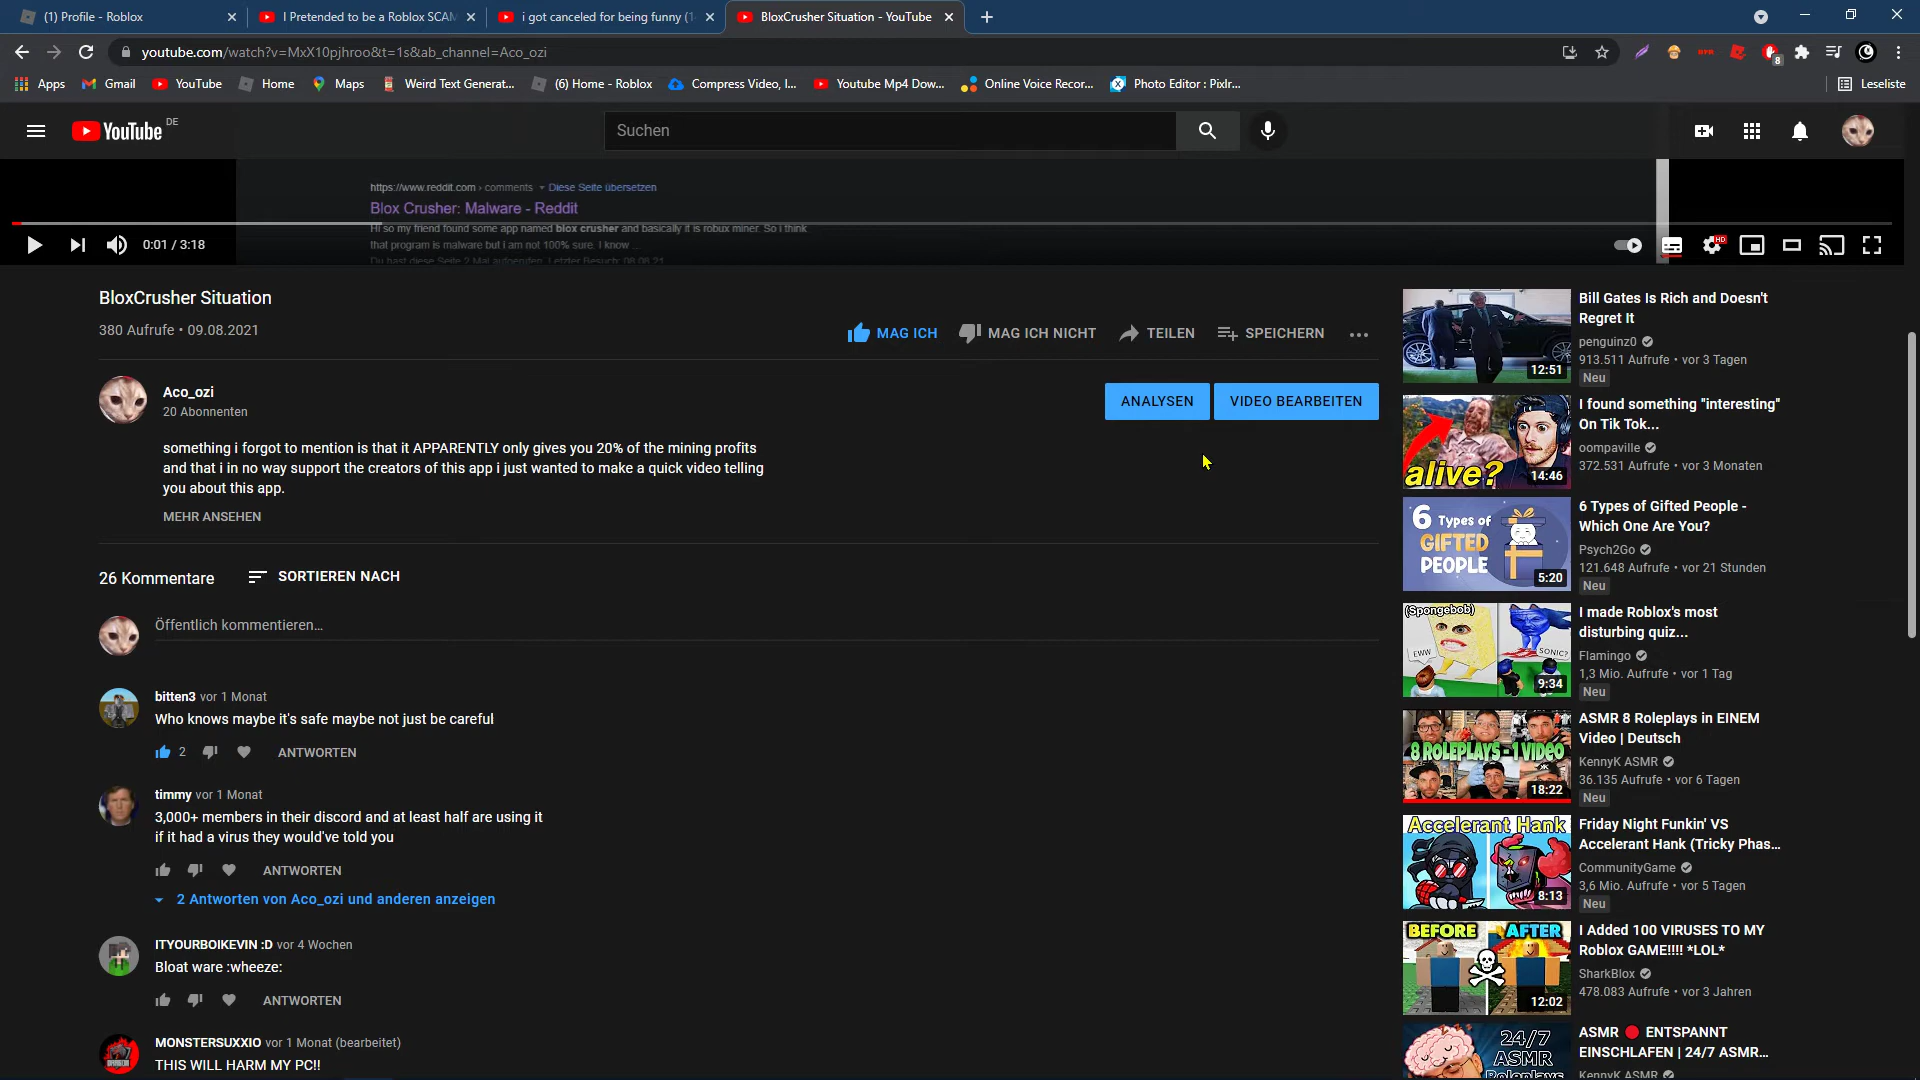 (1) Profile - Roblox
I Pretended to be a Roblox SCAM
i got canceled for being funny (1
BloxCrusher Situation - YouTube
youtube.com/watch?v=MxX10pjhroo&t=1s&ab_channel=Aco_ozi
8
Apps
Gmail
YouTube
Home
Maps
Weird Text Generat...
(6) Home - Roblox
Compress Video, I...
Youtube Mp4 Dow...
Online Voice Recor...
Photo Editor : Pixlr...
Leseliste
YouTube DE
Suchen
https://www.reddit.com › comments Diese Seite übersetzen
Blox Crusher: Malware - Reddit
Hi so my friend found some app named blox crusher and basically it is robux miner. So i think
that program is malware but i am not 100% sure. I know ...
Du hast diese Seite 2 Mal aufgerufen. Letzter Besuch: 08.08.21
0:01 / 3:18
HD
BloxCrusher Situation
380 Aufrufe • 09.08.2021
MAG ICH
MAG ICH NICHT
TEILEN
SPEICHERN
Aco_ozi
20 Abonnenten
ANALYSEN
VIDEO BEARBEITEN
something i forgot to mention is that it APPARENTLY only gives you 20% of the mining profits
and that i in no way support the creators of this app i just wanted to make a quick video telling
you about this app.
MEHR ANSEHEN
26 Kommentare
SORTIEREN NACH
Öffentlich kommentieren...
bitten3 vor 1 Monat
Who knows maybe it's safe maybe not just be careful
2
ANTWORTEN
timmy vor 1 Monat
3,000+ members in their discord and at least half are using it
if it had a virus they would've told you
ANTWORTEN
2 Antworten von Aco_ozi und anderen anzeigen
ITYOURBOIKEVIN :D vor 4 Wochen
Bloat ware :wheeze:
ANTWORTEN
MONSTERSUXXIO vor 1 Monat (bearbeitet)
THIS WILL HARM MY PC!!
12:51
Bill Gates Is Rich and Doesn't
Regret It
penguinz0
913.511 Aufrufe • vor 3 Tagen
Neu
alive?
14:46
I found something "interesting"
On Tik Tok...
oompaville
372.531 Aufrufe • vor 3 Monaten
6 Types of
GIFTED
PEOPLE
5:20
6 Types of Gifted People -
Which One Are You?
Psych2Go
121.648 Aufrufe • vor 21 Stunden
Neu
(Spongebob)
EWW
SONIC?
9:34
I made Roblox's most
disturbing quiz...
Flamingo
1,3 Mio. Aufrufe • vor 1 Tag
Neu
8 ROLEPLAYS - 1 VIDEO
18:22
ASMR 8 Roleplays in EINEM
Video | Deutsch
KennyK ASMR
36.135 Aufrufe • vor 6 Tagen
Neu
Accelerant Hank
8:13
Friday Night Funkin' VS
Accelerant Hank (Tricky Phas...
CommunityGame
3,6 Mio. Aufrufe • vor 5 Tagen
Neu
BEFORE
AFTER
12:02
I Added 100 VIRUSES TO MY
Roblox GAME!!!! *LOL*
SharkBlox
478.083 Aufrufe • vor 3 Jahren
24/7
ASMR
Roleplays
ASMR 🔴 ENTSPANNT
EINSCHLAFEN | 24/7 ASMR...
KennyK ASMR